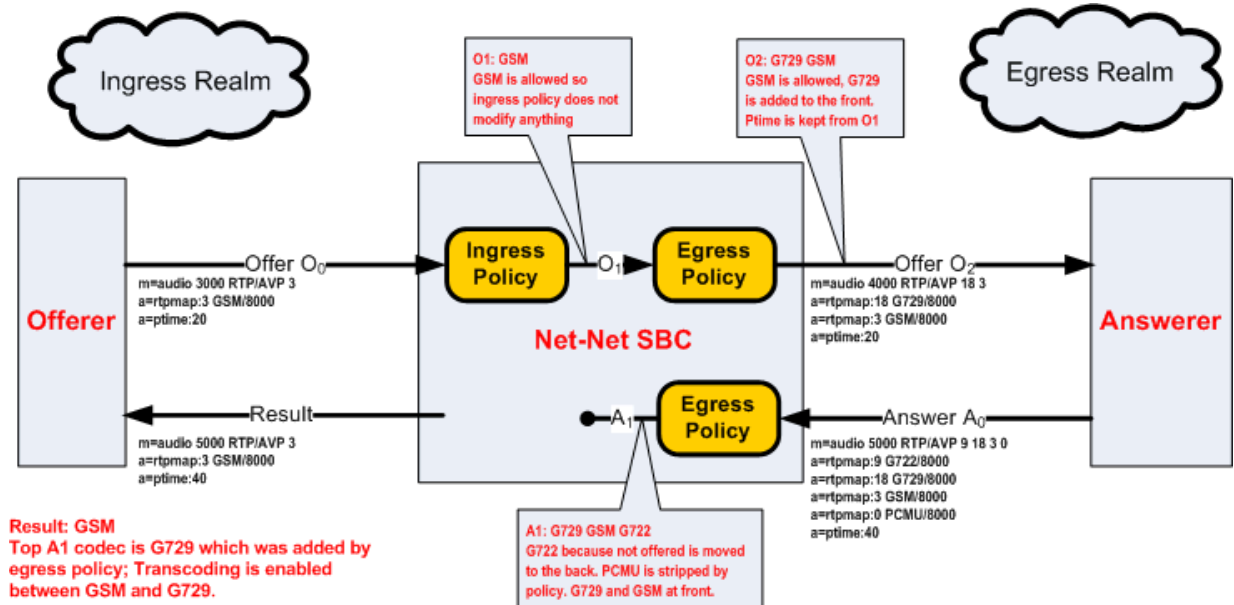 Ingress Realm
O1: GSM
GSM is allowed so
ingress policy does not
modify anything
O2: G729 GSM
GSM is allowed, G729
is added to the front.
Ptime is kept from O1
Egress Realm
Offerer
Offer O0
m=audio 3000 RTP/AVP 3
a=rtpmap:3 GSM/8000
a=ptime:20
Ingress
Policy
O1
Egress
Policy
Offer O2
m=audio 4000 RTP/AVP 18 3
a=rtpmap:18 G729/8000
a=rtpmap:3 GSM/8000
a=ptime:20
Answerer
Net-Net SBC
Result
m=audio 5000 RTP/AVP 3
a=rtpmap:3 GSM/8000
a=ptime:40
A1
Egress
Policy
Answer A0
m=audio 5000 RTP/AVP 9 18 3 0
a=rtpmap:9 G722/8000
a=rtpmap:18 G729/8000
a=rtpmap:3 GSM/8000
a=rtpmap:0 PCMU/8000
a=ptime:40
Result: GSM
Top A1 codec is G729 which was added by
egress policy; Transcoding is enabled
between GSM and G729.
A1: G729 GSM G722
G722 because not offered is moved
to the back. PCMU is stripped by
policy. G729 and GSM at front.